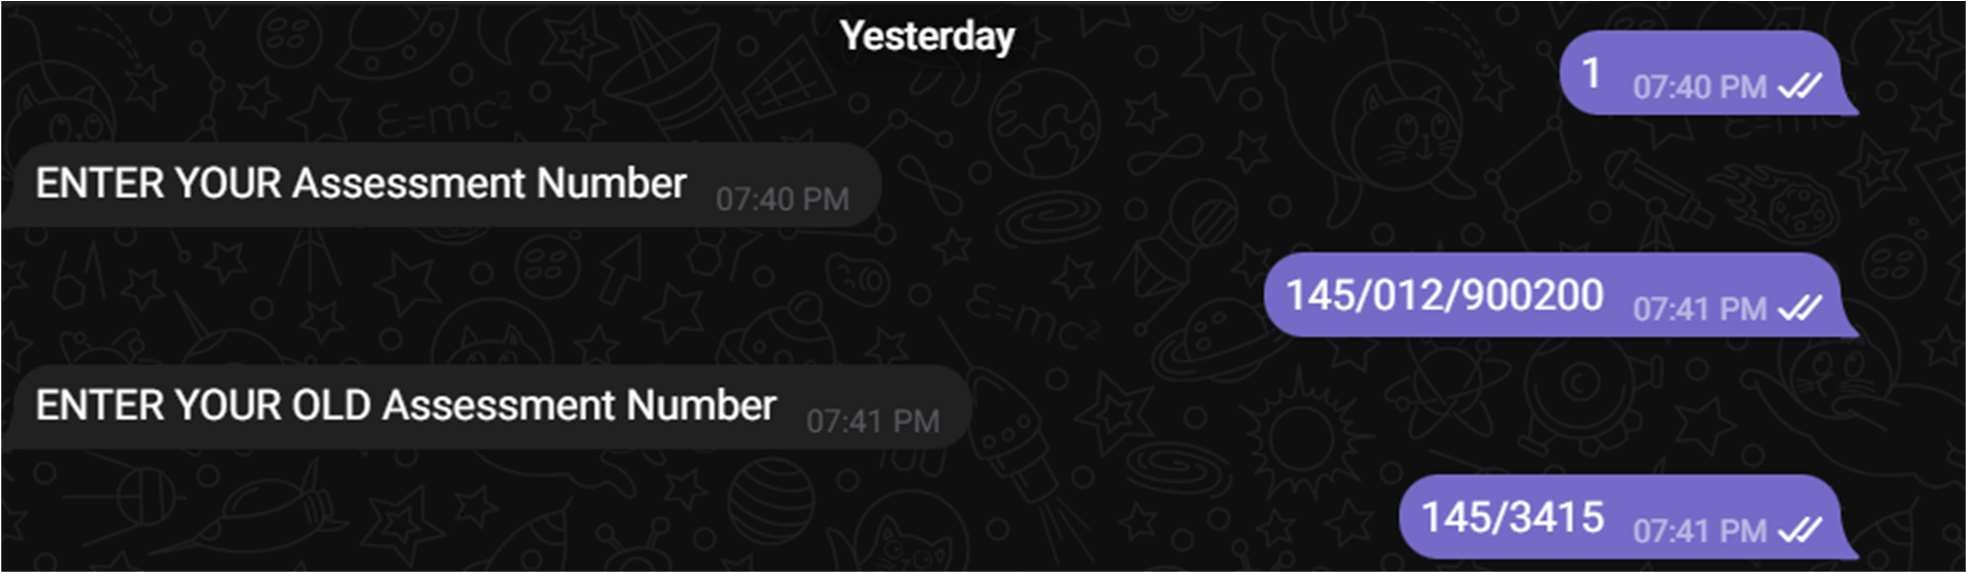 Yesterday
1 07:40 PM
ENTER YOUR Assessment Number 07:40 PM
145/012/900200 07:41 PM
ENTER YOUR OLD Assessment Number 07:41 PM
145/3415 07:41 PM